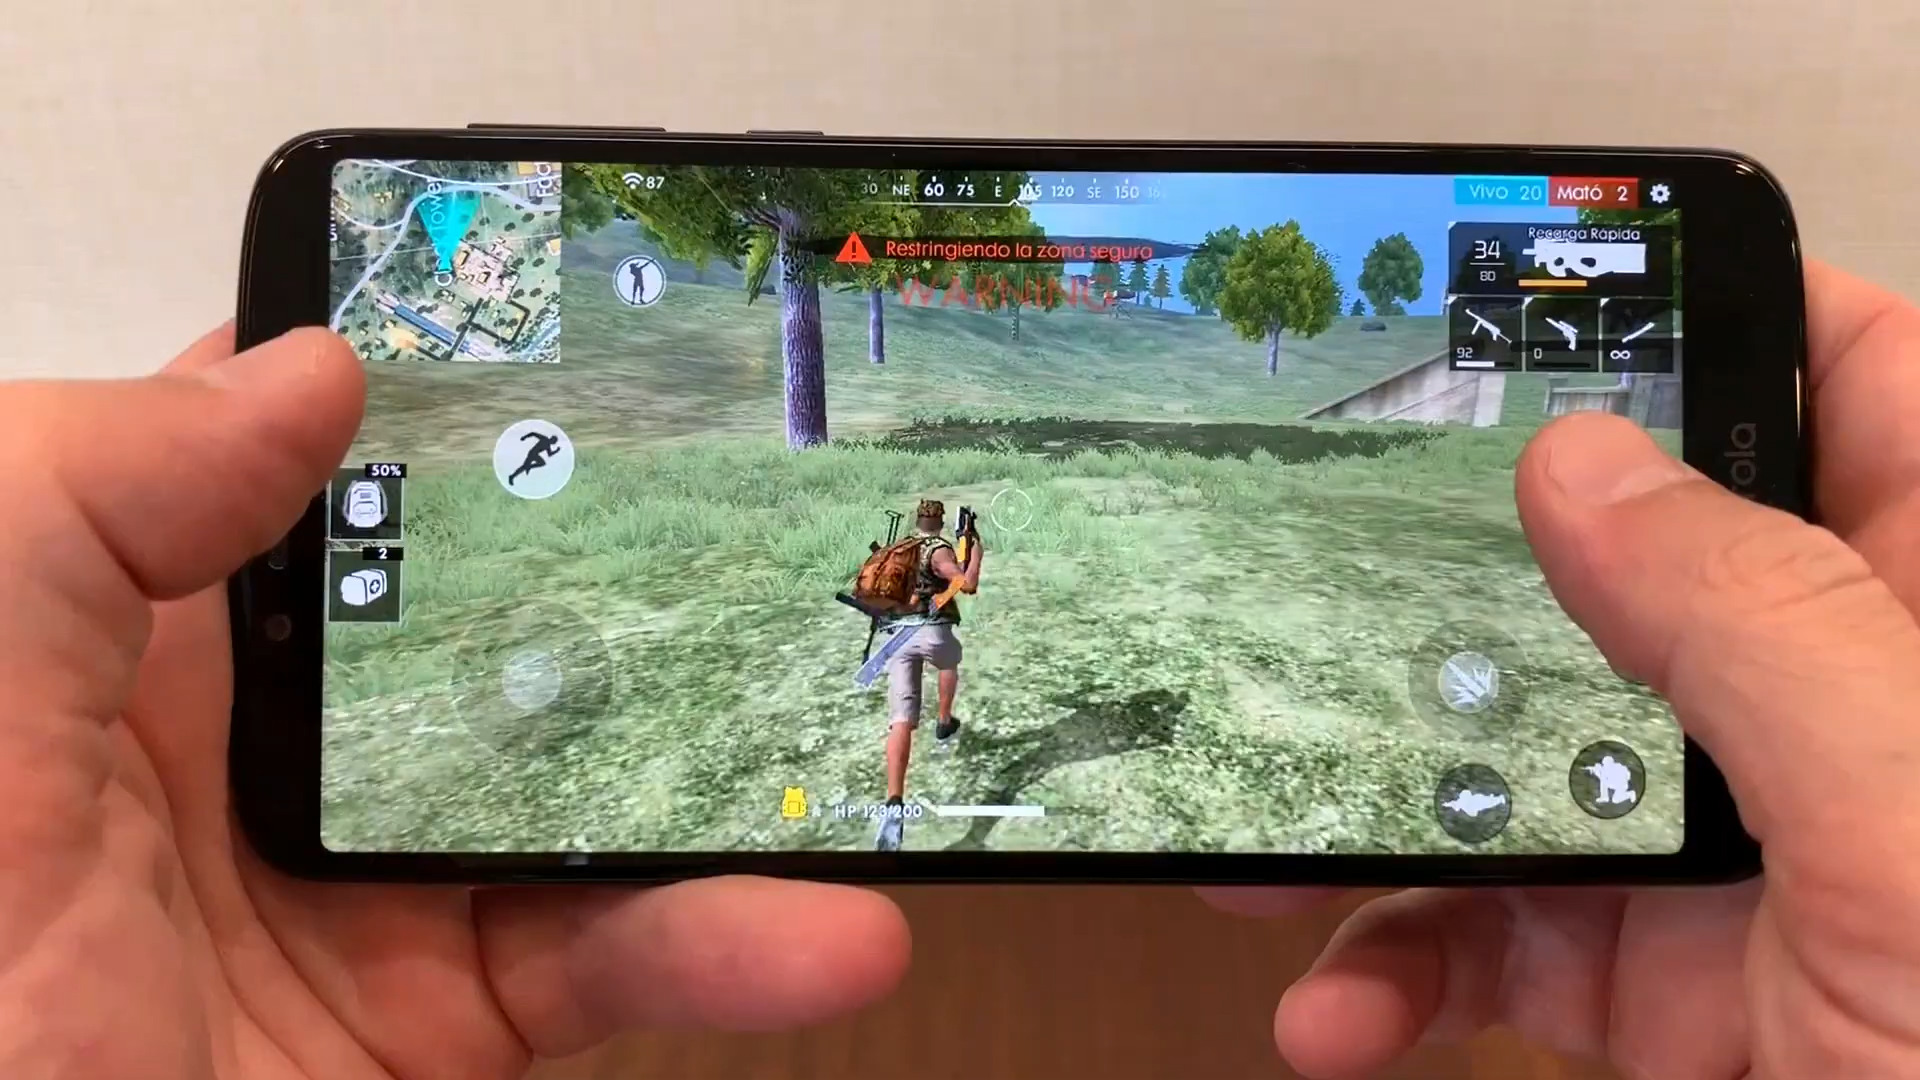 87
30 NE 60 75 E 105 120 SE 150
Vivo 20 Mató 2
Restringiendo la zona segura
WARNING
Recarga Rápida
34
80
92
0
∞
50%
2
HP 123/200